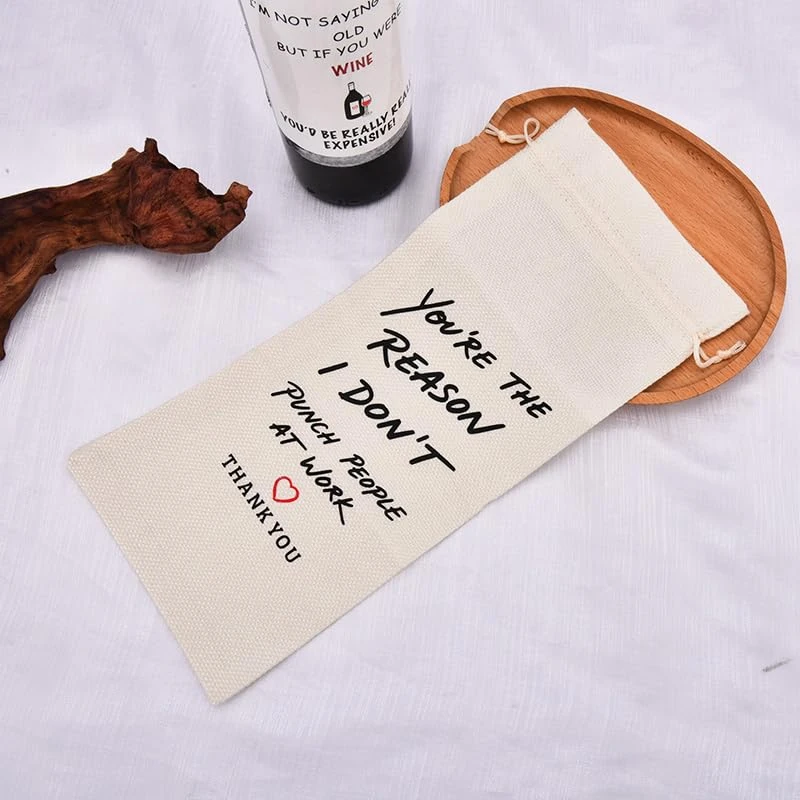 I'M NOT SAYING
OLD
BUT IF YOU WERE
WINE
YOU'D BE REALLY REALLY
EXPENSIVE!
YOU'RE THE
REASON
I DON'T
PUNCH PEOPLE
AT WORK
THANK YOU